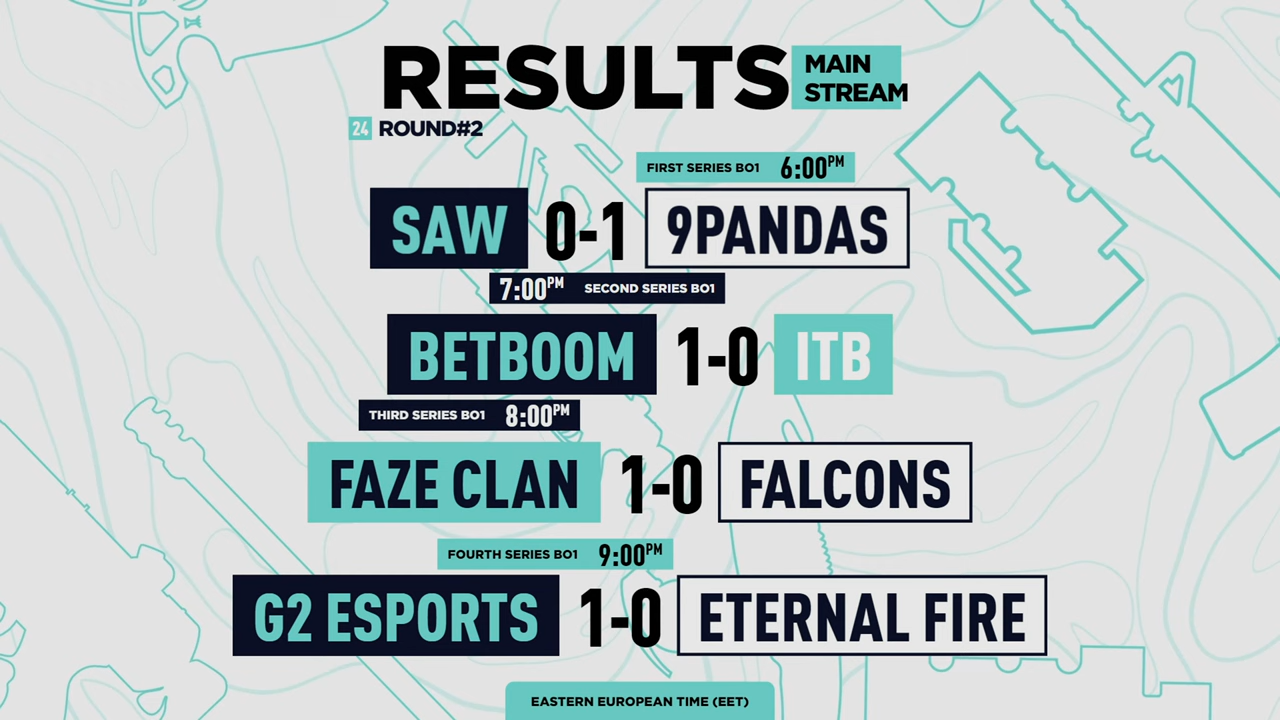 RESULTS
MAIN
STREAM
24 ROUND#2
FIRST SERIES BO1 6:00PM
SAW 0-1 9PANDAS
7:00PM SECOND SERIES BO1
BETBOOM 1-0 ITB
THIRD SERIES BO1 8:00PM
FAZE CLAN 1-0 FALCONS
FOURTH SERIES BO1 9:00PM
G2 ESPORTS 1-0 ETERNAL FIRE
EASTERN EUROPEAN TIME (EET)